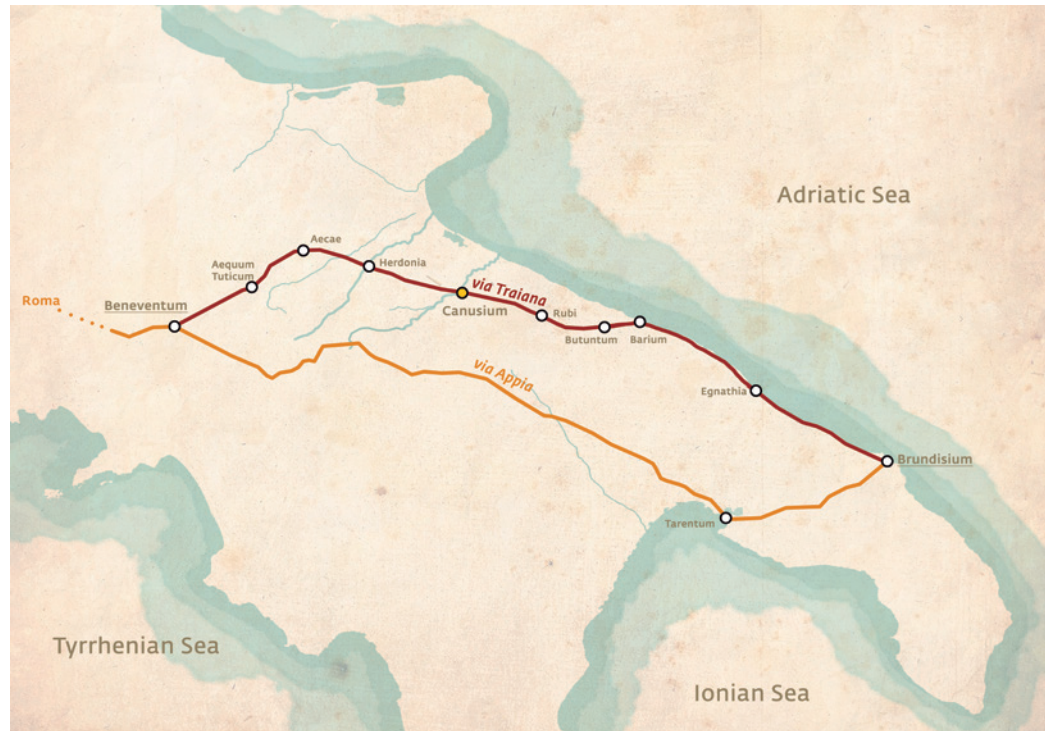 Adriatic Sea
Aecae
Aequum
Tuticum
Herdonia
Roma
Beneventum
via Traiana
Canusium
Rubi
Butuntum
Barium
via Appia
Egnathia
Brundisium
Tarentum
Tyrrhenian Sea
Ionian Sea